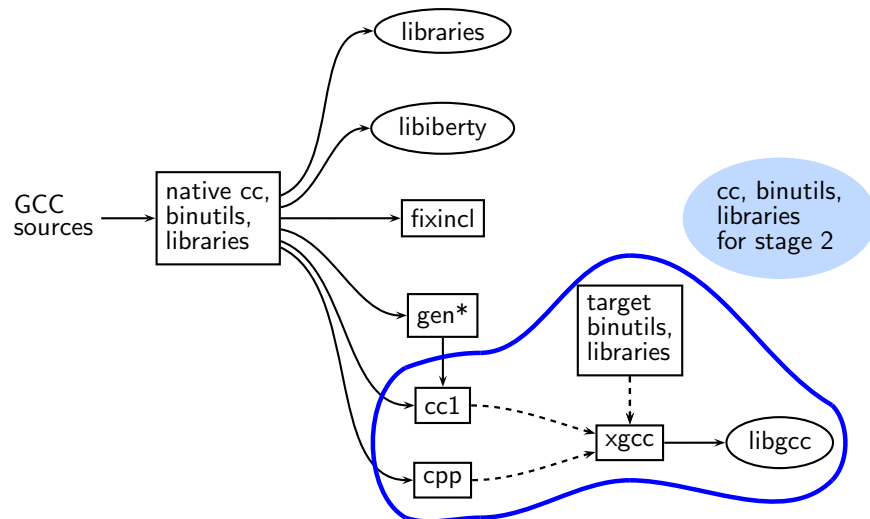 libraries
libiberty
GCC
sources
native cc,
binutils,
libraries
fixincl
cc, binutils,
libraries
for stage 2
gen*
target
binutils,
libraries
cc1
xgcc
libgcc
cpp